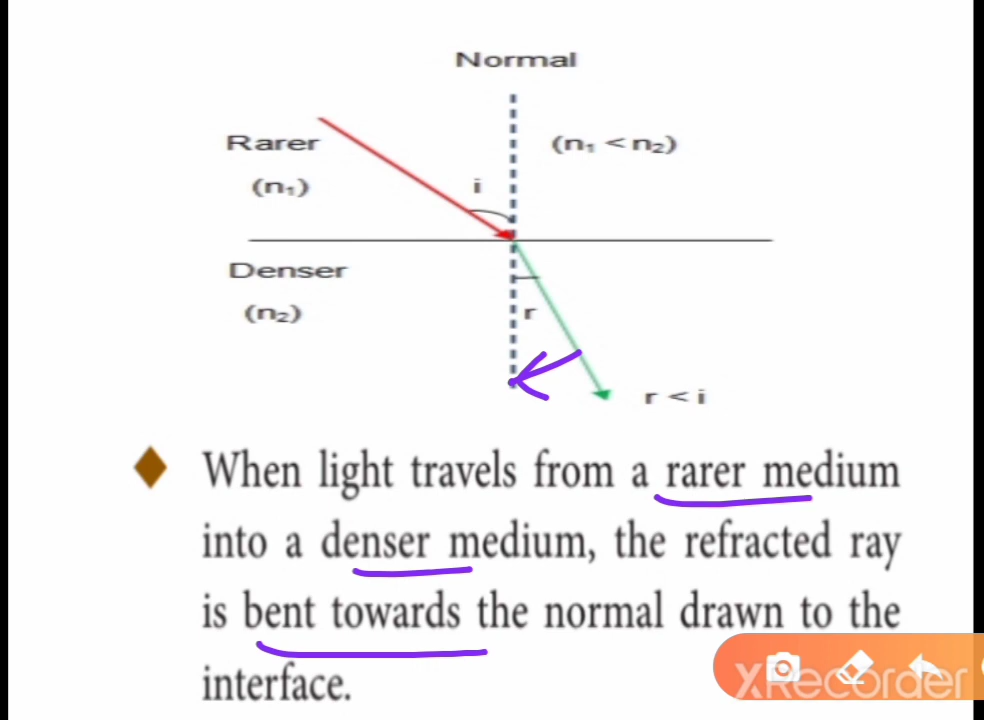 Normal
Rarer
(n₁ < n₂)
(n₁)
i
Denser
(n₂)
r
r < i
When light travels from a rarer medium
into a denser medium, the refracted ray
is bent towards the normal drawn to the
interface.
XRecorder